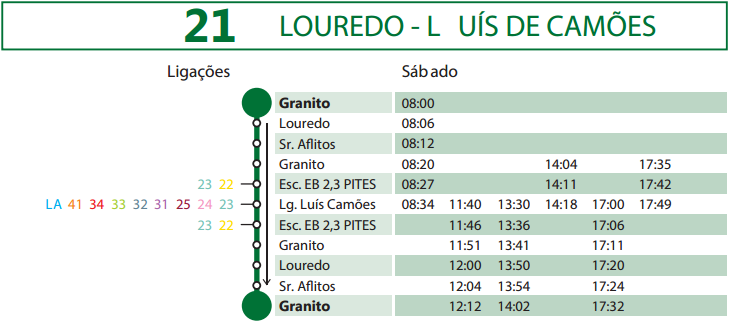 21 LOUREDO - L UÍS DE CAMÕES
Ligações Sábado
Granito 08:00
Louredo 08:06
Sr. Aflitos 08:12
Granito 08:20 14:04 17:35
23 22 Esc. EB 2,3 PITES 08:27 14:11 17:42
LA 41 34 33 32 31 25 24 23 Lg. Luís Camões 08:34 11:40 13:30 14:18 17:00 17:49
23 22 Esc. EB 2,3 PITES 11:46 13:36 17:06
Granito 11:51 13:41 17:11
Louredo 12:00 13:50 17:20
Sr. Aflitos 12:04 13:54 17:24
Granito 12:12 14:02 17:32